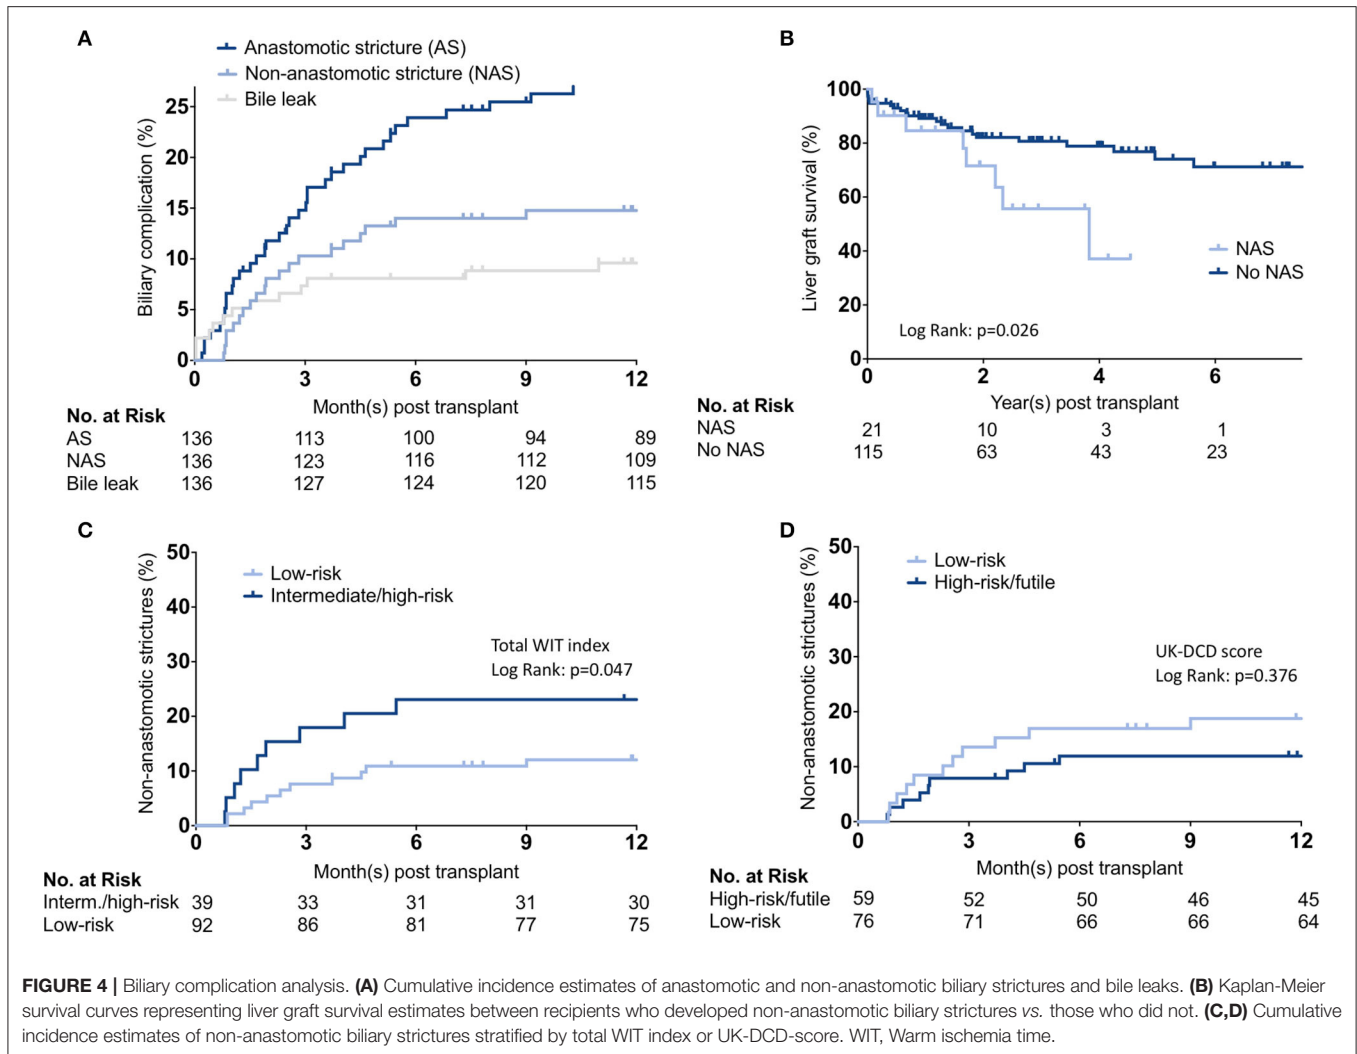 A
Anastomotic stricture (AS)
Non-anastomotic stricture (NAS)
Bile leak
Biliary complication (%)
25
20
15
10
5
0
0 3 6 9 12
Month(s) post transplant
No. at Risk
AS 136 113 100 94 89
NAS 136 123 116 112 109
Bile leak 136 127 124 120 115
B
Liver graft survival (%)
100
80
60
40
20
0
NAS
No NAS
Log Rank: p=0.026
0 2 4 6
Year(s) post transplant
No. at Risk
NAS 21 10 3 1
No NAS 115 63 43 23
C
Non-anastomotic strictures (%)
50
40
30
20
10
0
Low-risk
Intermediate/high-risk
Total WIT index
Log Rank: p=0.047
0 3 6 9 12
Month(s) post transplant
No. at Risk
Interm./high-risk 39 33 31 31 30
Low-risk 92 86 81 77 75
D
Non-anastomotic strictures (%)
50
40
30
20
10
0
Low-risk
High-risk/futile
UK-DCD score
Log Rank: p=0.376
0 3 6 9 12
Month(s) post transplant
No. at Risk
High-risk/futile 59 52 50 46 45
Low-risk 76 71 66 66 64
FIGURE 4 | Biliary complication analysis. (A) Cumulative incidence estimates of anastomotic and non-anastomotic biliary strictures and bile leaks. (B) Kaplan-Meier
survival curves representing liver graft survival estimates between recipients who developed non-anastomotic biliary strictures vs. those who did not. (C,D) Cumulative
incidence estimates of non-anastomotic biliary strictures stratified by total WIT index or UK-DCD-score. WIT, Warm ischemia time.